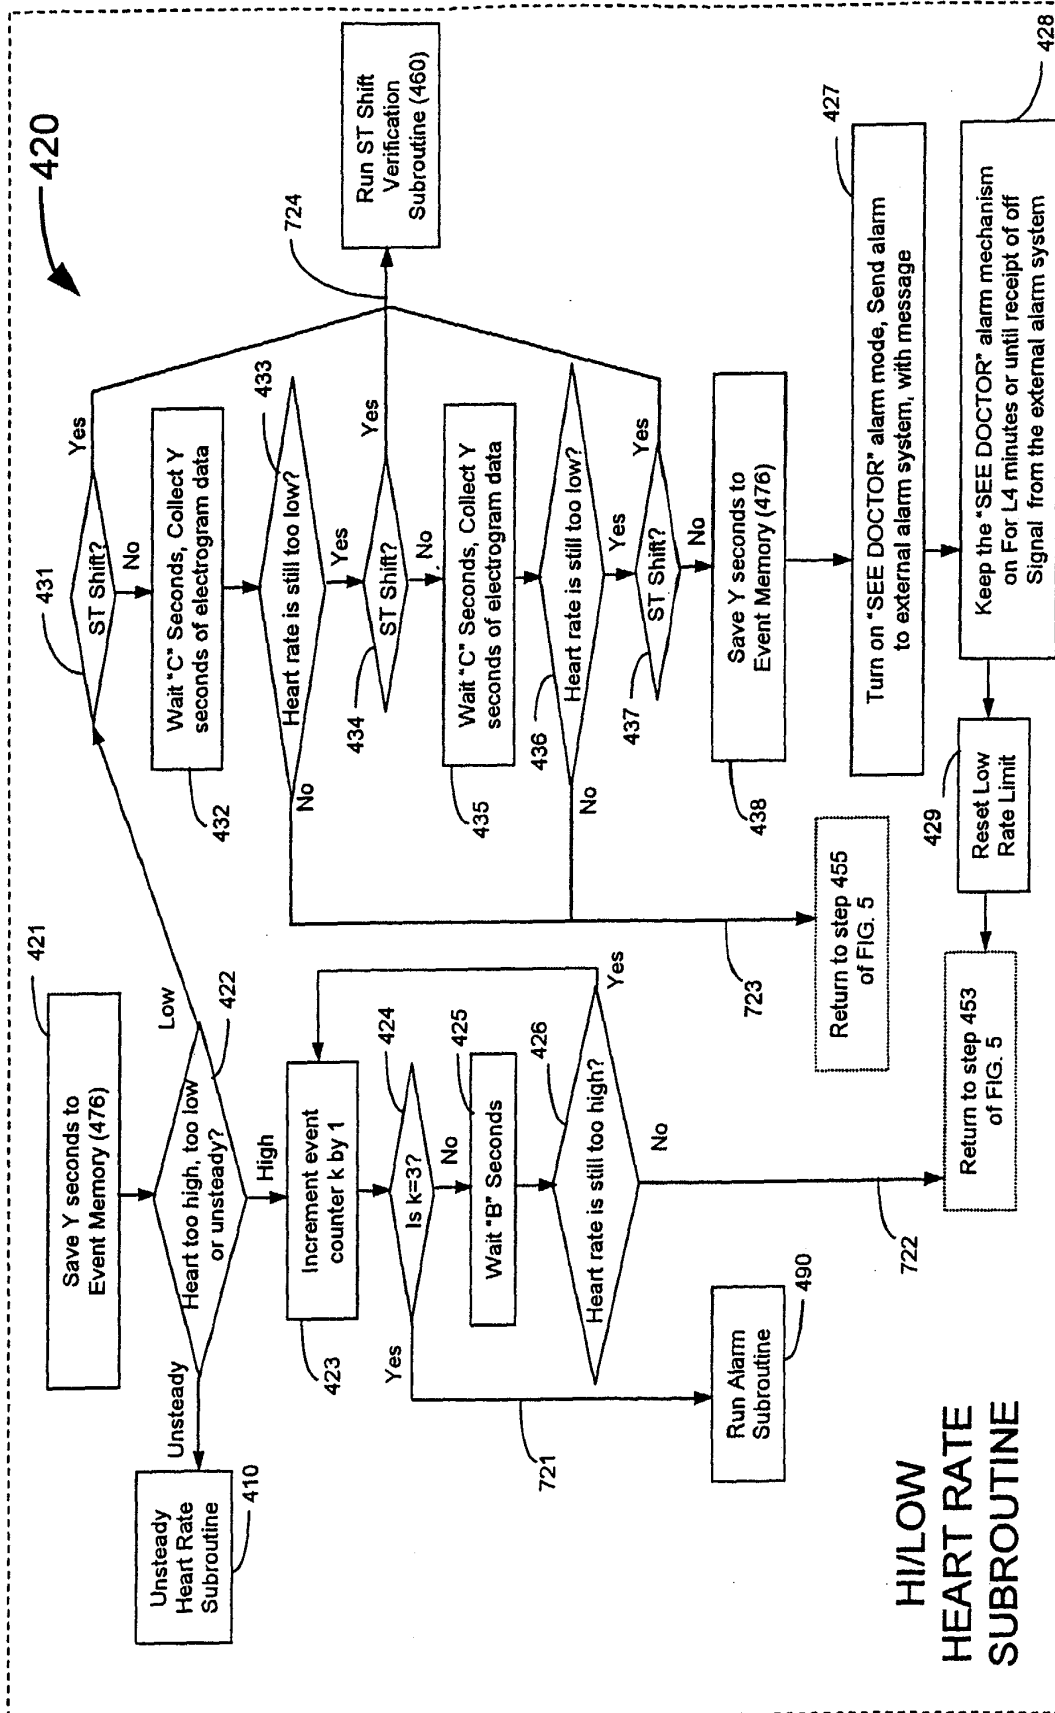 420
421
Save Y seconds to
Event Memory (476)
Heart too high, too low
or unsteady?
422
Unsteady
Low
High
Unsteady
Heart Rate
Subroutine
410
Increment event
counter k by 1
423
Is k=3?
424
Yes
No
721
Wait "B" Seconds
425
Heart rate is still too high?
426
Yes
No
722
Run Alarm
Subroutine
490
431
ST Shift?
Yes
No
Wait "C" Seconds, Collect Y
seconds of electrogram data
432
Heart rate is still too low?
433
No
Yes
ST Shift?
434
Yes
No
724
Run ST Shift
Verification
Subroutine (460)
Wait "C" Seconds, Collect Y
seconds of electrogram data
435
Heart rate is still too low?
436
No
Yes
ST Shift?
437
Yes
No
Save Y seconds to
Event Memory (476)
438
723
Return to step 455
of FIG. 5
Turn on "SEE DOCTOR" alarm mode, Send alarm
to external alarm system, with message
427
Keep the "SEE DOCTOR" alarm mechanism
on For L4 minutes or until receipt of off
Signal from the external alarm system
428
Reset Low
Rate Limit
429
Return to step 453
of FIG. 5
HI/LOW
HEART RATE
SUBROUTINE